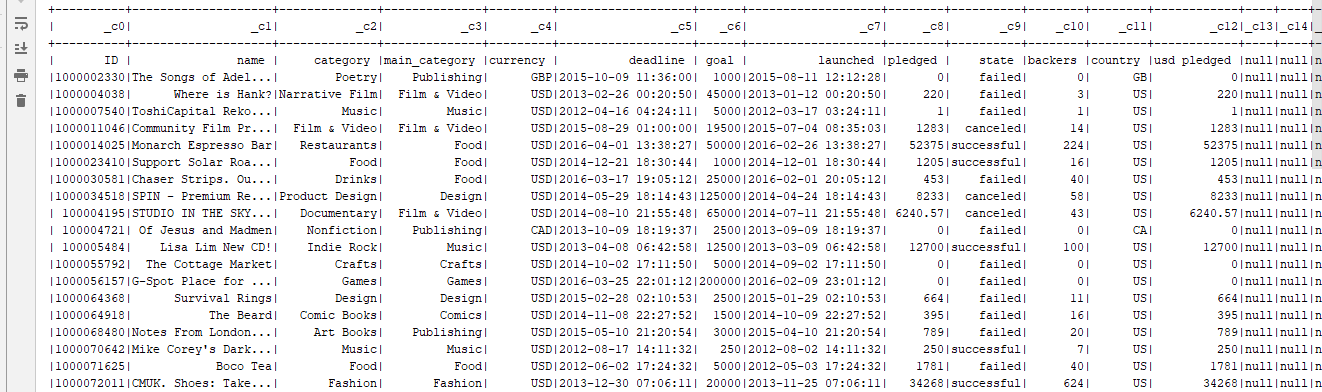 +----------+--------------------+--------------+-------------+--------+-------------------+------+-------------------+-------+----------+-------+-------+-----------+----+----+
| _c0| _c1| _c2| _c3| _c4| _c5| _c6| _c7| _c8| _c9| _c10| _c11| _c12|_c13|_c14|
+----------+--------------------+--------------+-------------+--------+-------------------+------+-------------------+-------+----------+-------+-------+-----------+----+----+
| ID| name | category |main_category|currency| deadline | goal | launched |pledged | state |backers |country |usd pledged |null|null|n
|1000002330|The Songs of Adel...| Poetry| Publishing| GBP|2015-10-09 11:36:00| 1000|2015-08-11 12:12:28| 0| failed| 0| GB| 0|null|null|n
|1000004038| Where is Hank?|Narrative Film| Film & Video| USD|2013-02-26 00:20:50| 45000|2013-01-12 00:20:50| 220| failed| 3| US| 220|null|null|n
|1000007540|ToshiCapital Reko...| Music| Music| USD|2012-04-16 04:24:11| 5000|2012-03-17 03:24:11| 1| failed| 1| US| 1|null|null|n
|1000011046|Community Film Pr...| Film & Video| Film & Video| USD|2015-08-29 01:00:00| 19500|2015-07-04 08:35:03| 1283| canceled| 14| US| 1283|null|null|n
|1000014025|Monarch Espresso Bar| Restaurants| Food| USD|2016-04-01 13:38:27| 50000|2016-02-26 13:38:27| 52375|successful| 224| US| 52375|null|null|n
|1000023410|Support Solar Roa...| Food| Food| USD|2014-12-21 18:30:44| 1000|2014-12-01 18:30:44| 1205|successful| 16| US| 1205|null|null|n
|1000030581|Chaser Strips. Ou...| Drinks| Food| USD|2016-03-17 19:05:12| 25000|2016-02-01 20:05:12| 453| failed| 40| US| 453|null|null|n
|1000034518|SPIN - Premium Re...|Product Design| Design| USD|2014-05-29 18:14:43|125000|2014-04-24 18:14:43| 8233| canceled| 58| US| 8233|null|null|n
| 100004195|STUDIO IN THE SKY...| Documentary| Film & Video| USD|2014-08-10 21:55:48| 65000|2014-07-11 21:55:48|6240.57| canceled| 43| US| 6240.57|null|null|n
| 100004721| Of Jesus and Madmen| Nonfiction| Publishing| CAD|2013-10-09 18:19:37| 2500|2013-09-09 18:19:37| 0| failed| 0| CA| 0|null|null|n
| 100005484| Lisa Lim New CD!| Indie Rock| Music| USD|2013-04-08 06:42:58| 12500|2013-03-09 06:42:58| 12700|successful| 100| US| 12700|null|null|n
|1000055792| The Cottage Market| Crafts| Crafts| USD|2014-10-02 17:11:50| 5000|2014-09-02 17:11:50| 0| failed| 0| US| 0|null|null|n
|1000056157|G-Spot Place for ...| Games| Games| USD|2016-03-25 22:01:12|200000|2016-02-09 23:01:12| 0| failed| 0| US| 0|null|null|n
|1000064368| Survival Rings| Design| Design| USD|2015-02-28 02:10:53| 2500|2015-01-29 02:10:53| 664| failed| 11| US| 664|null|null|n
|1000064918| The Beard| Comic Books| Comics| USD|2014-11-08 22:27:52| 1500|2014-10-09 22:27:52| 395| failed| 16| US| 395|null|null|n
|1000068480|Notes From London...| Art Books| Publishing| USD|2015-05-10 21:20:54| 3000|2015-04-10 21:20:54| 789| failed| 20| US| 789|null|null|n
|1000070642|Mike Corey's Dark...| Music| Music| USD|2012-08-17 14:11:32| 250|2012-08-02 14:11:32| 250|successful| 7| US| 250|null|null|n
|1000071625| Boco Tea| Food| Food| USD|2012-06-02 17:24:32| 5000|2012-05-03 17:24:32| 1781| failed| 40| US| 1781|null|null|n
|1000072011|CMUK. Shoes: Take...| Fashion| Fashion| USD|2013-12-30 07:06:11| 20000|2013-11-25 07:06:11| 34268|successful| 624| US| 34268|null|null|n